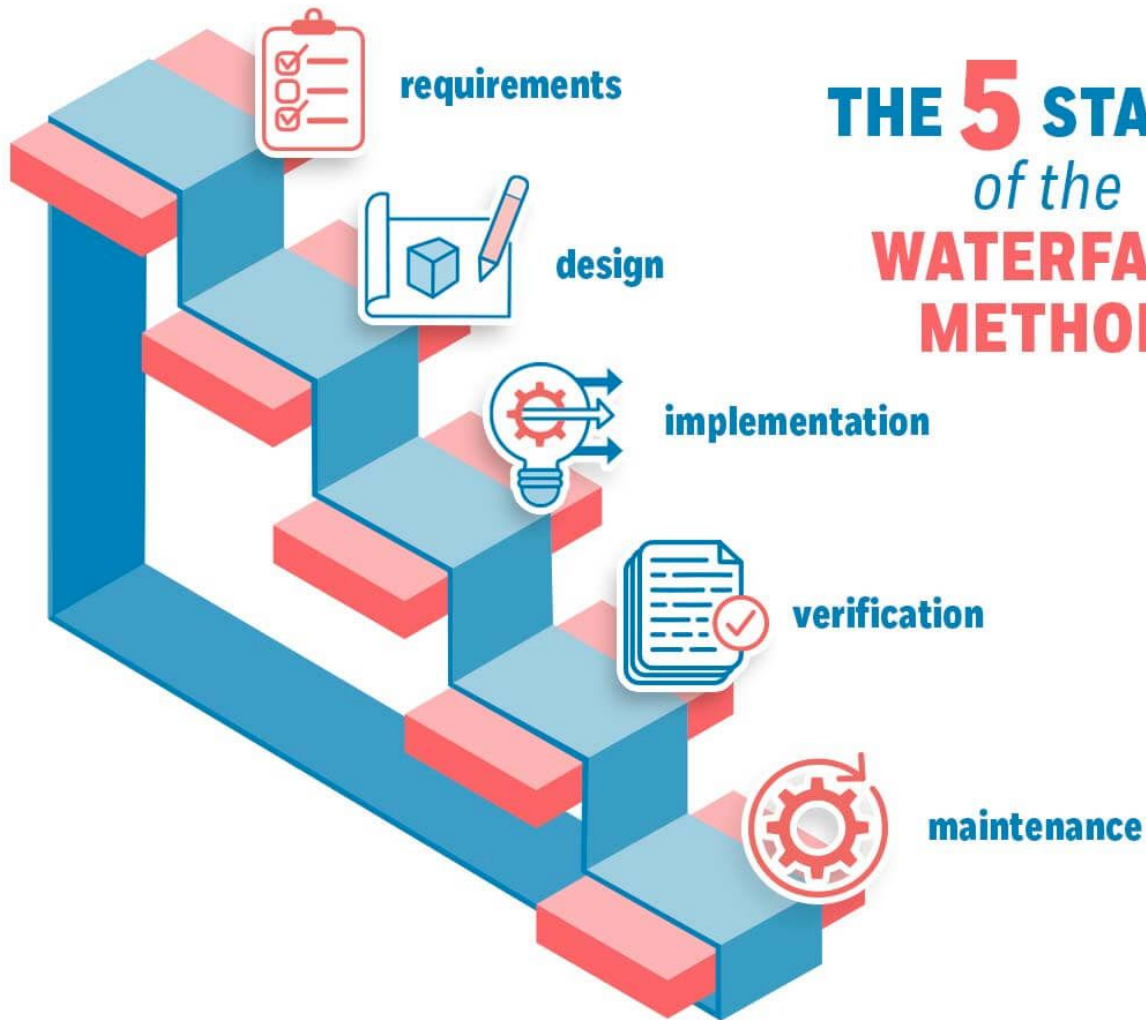 THE 5 STA
of the
WATERFA
METHO
requirements
design
implementation
verification
maintenance